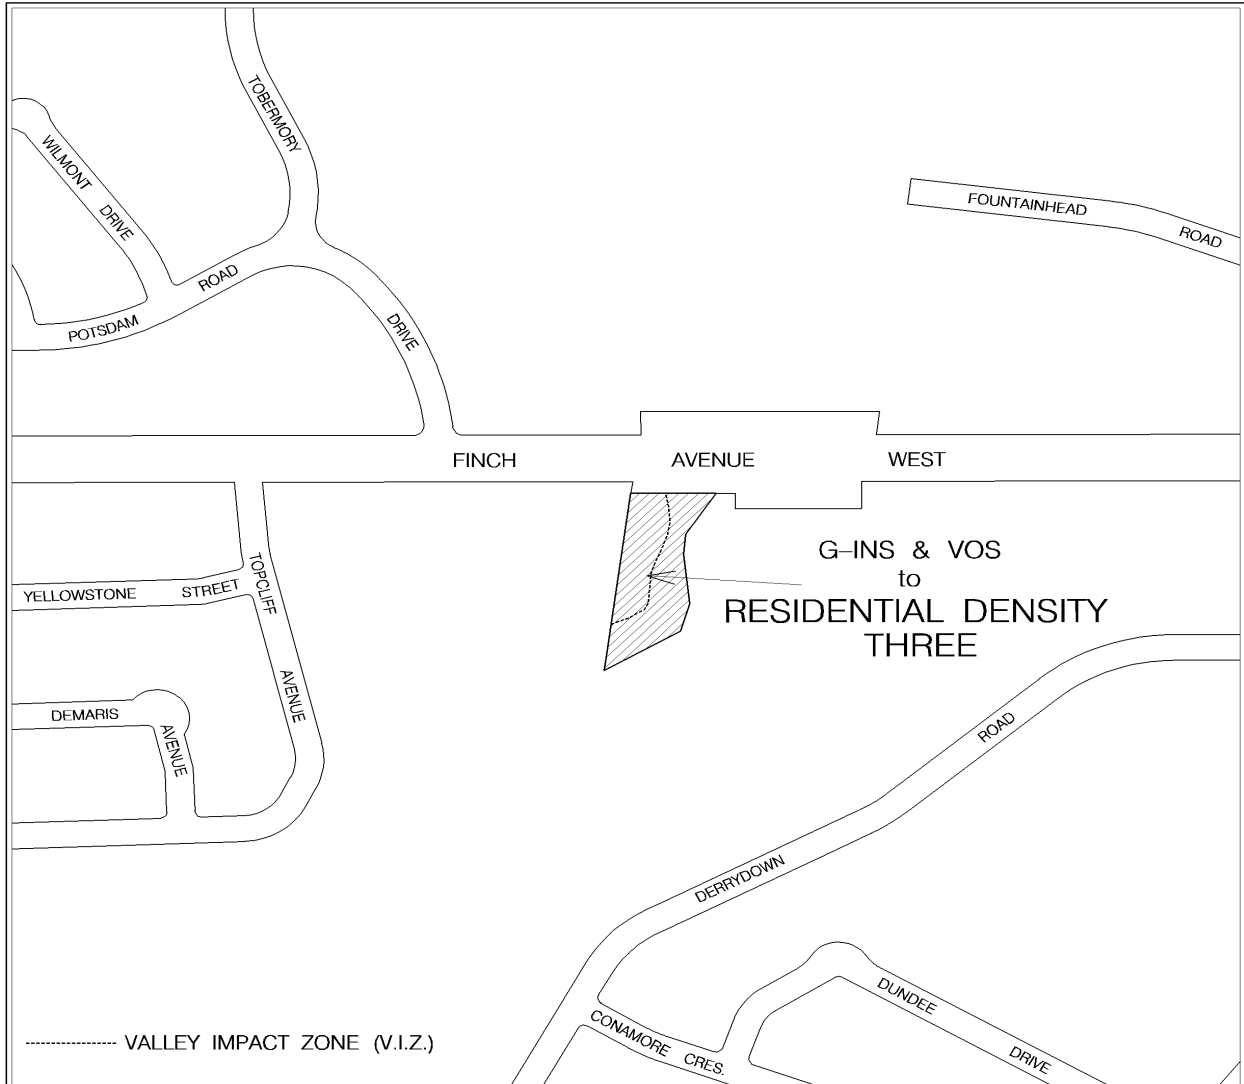 TOBERMORY
DRIVE
WILMONT
DRIVE
FOUNTAINHEAD
ROAD
POTSDAM
ROAD
FINCH AVENUE WEST
G-INS & VOS
to
RESIDENTIAL DENSITY
THREE
TOPCLIFF
AVENUE
YELLOWSTONE STREET
DEMARIS
AVENUE
DERRYDOWN
ROAD
DUNDEE
DRIVE
CONAMORE CRES.
VALLEY IMPACT ZONE (V.I.Z.)